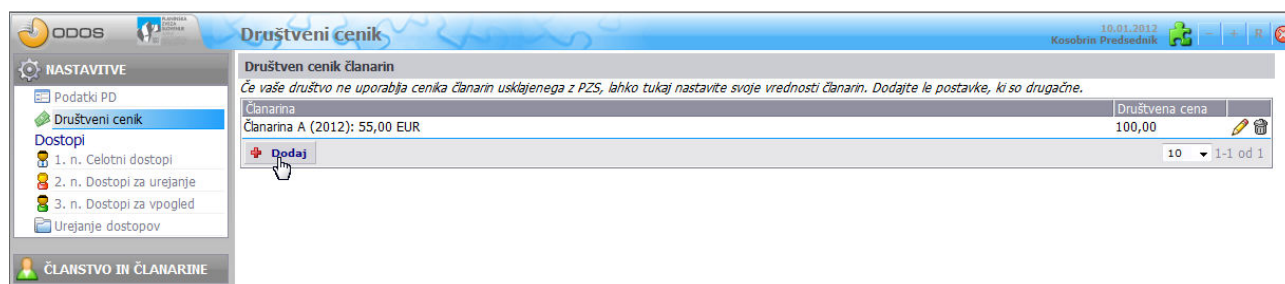 ODOS
PLANINSKA
ZVEZA
SLOVENIJE
Društveni cenik
10.01.2012
Kosobrin Predsednik
- + R
NASTAVITVE
Podatki PD
Društveni cenik
Dostopi
1. n. Celotni dostopi
2. n. Dostopi za urejanje
3. n. Dostopi za vpogled
Urejanje dostopov
ČLANSTVO IN ČLANARINE
Društven cenik članarin
Če vaše društvo ne uporablja cenika članarin usklajenega z PZS, lahko tukaj nastavite svoje vrednosti članarin. Dodajte le postavke, ki so drugačne.
Članarina Društvena cena
Članarina A (2012): 55,00 EUR 100,00
Dodaj 10 1-1 od 1